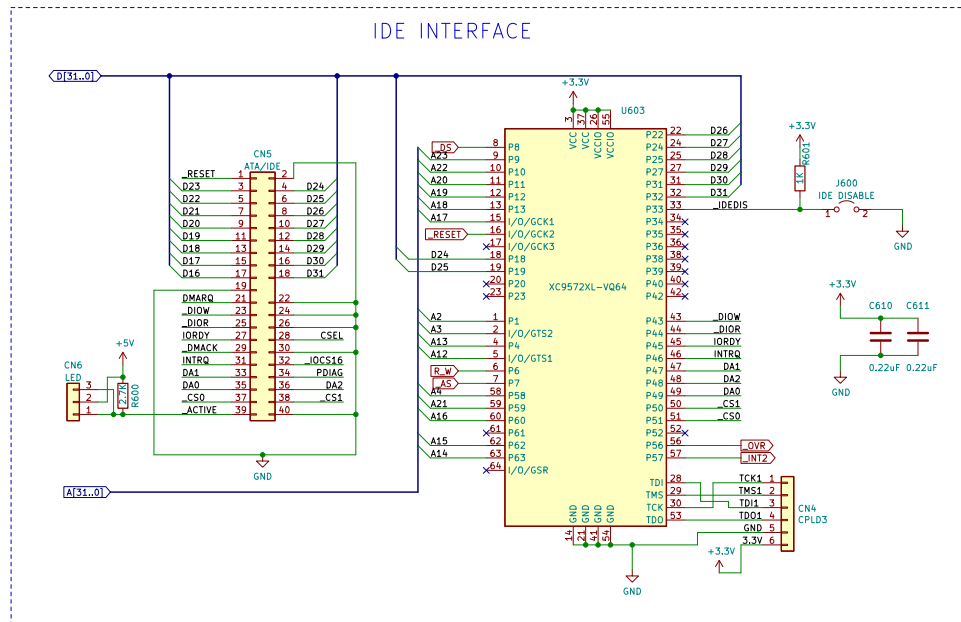 IDE INTERFACE
D[31..0]
+3.3V
U603
3 VCC
37 VCC
26 VCCIO
55 VCCIO
_DS 8 P8
A23 9 P9
A22 10 P10
A20 11 P11
A19 12 P12
A18 13 P13
A17 15 I/O/GCK1
_RESET 16 I/O/GCK2
17 I/O/GCK3
D24 18 P18
D25 19 P19
20 P20
23 P23
A2 1 P1
A3 2 I/O/GTS2
A13 4 P4
A12 5 I/O/GTS1
R_W 6 P6
_AS 7 P7
A4 58 P58
A21 59 P59
A16 60 P60
61 P61
A15 62 P62
A14 63 P63
64 I/O/GSR
XC9572XL-VQ64
P22 22 D26
P24 24 D27
P25 25 D28
P27 27 D29
P31 31 D30
P32 32 D31
P33 33 _IDEDIS
P34 34
P35 35
P36 36
P38 38
P39 39
P40 40
P42 42
P43 43 _DIOW
P44 44 _DIOR
P45 45 IORDY
P46 46 INTRQ
P47 47 DA1
P48 48 DA2
P49 49 DA0
P50 50 _CS1
P51 51 _CS0
P52 52
P56 56 _OVR
P57 57 _INT2
TDI 28
TMS 29
TCK 30
TDO 53
14 GND
21 GND
41 GND
54 GND
GND
CN5
ATA/IDE
_RESET 1 2
D23 3 4 D24
D22 5 6 D25
D21 7 8 D26
D20 9 10 D27
D19 11 12 D28
D18 13 14 D29
D17 15 16 D30
D16 17 18 D31
19
DMARQ 21 22
_DIOW 23 24
_DIOR 25 26
IORDY 27 28 CSEL
_DMACK 29 30
INTRQ 31 32 _IOCS16
DA1 33 34 PDIAG
DA0 35 36 DA2
_CS0 37 38 _CS1
_ACTIVE 39 40
GND
+5V
CN6
LED
3
2
1
2.7K
R600
A[31..0]
+3.3V
R601
1K
J600
IDE DISABLE
1 2
GND
+3.3V
C610 C611
0.22uF 0.22uF
GND
TCK1 1
TMS1 2
TDI1 3
TDO1 4
GND 5
3.3V 6
CN4
CPLD3
+3.3V